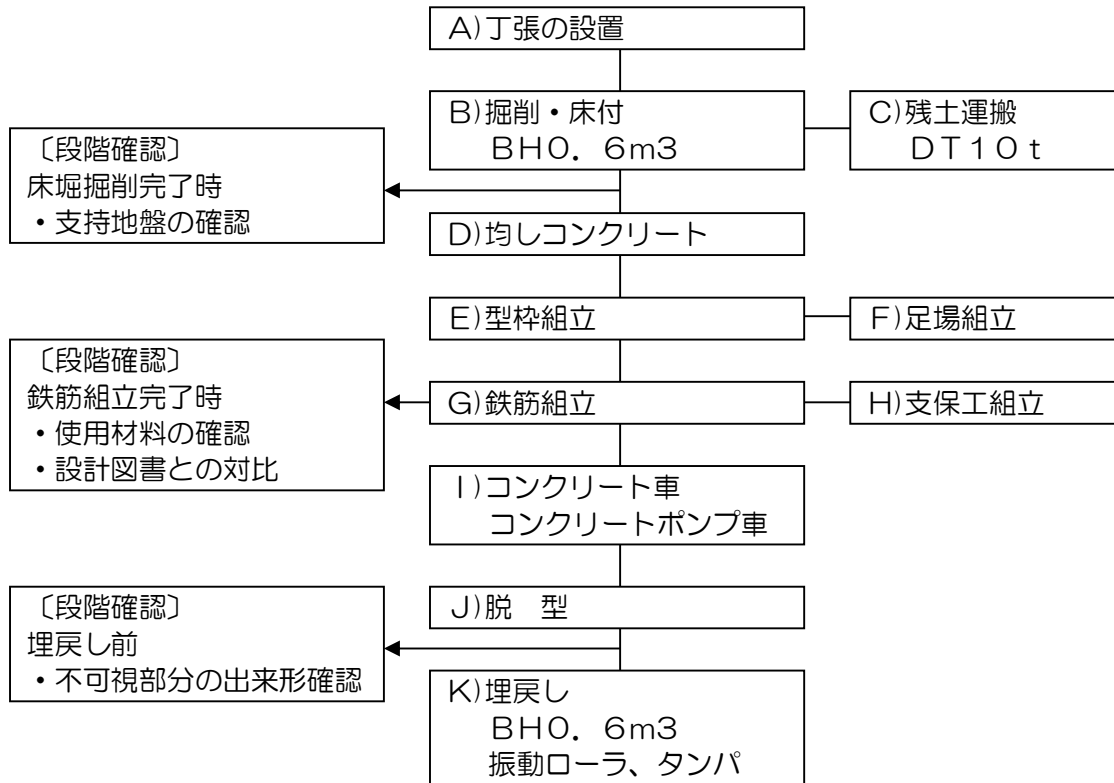 A)丁張の設置
B)掘削・床付
BH0．6m3
C)残土運搬
DT10ｔ
〔段階確認〕
床堀掘削完了時
・支持地盤の確認
D)均しコンクリート
E)型枠組立
F)足場組立
〔段階確認〕
鉄筋組立完了時
・使用材料の確認
・設計図書との対比
G)鉄筋組立
H)支保工組立
I)コンクリート車
コンクリートポンプ車
〔段階確認〕
埋戻し前
・不可視部分の出来形確認
J)脱　型
K)埋戻し
BH0．6m3
振動ローラ、タンパ